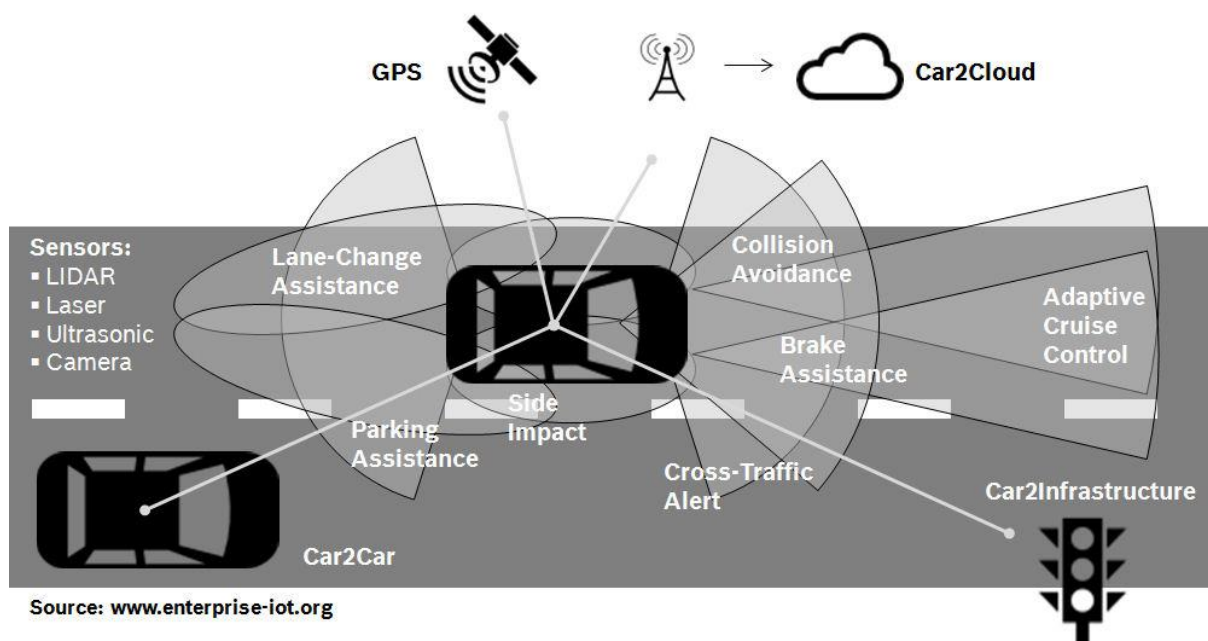 GPS
Car2Cloud
Sensors:
▪ LIDAR
▪ Laser
▪ Ultrasonic
▪ Camera
Lane-Change
Assistance
Collision
Avoidance
Adaptive
Cruise
Control
Brake
Assistance
Side
Impact
Parking
Assistance
Cross-Traffic
Alert
Car2Infrastructure
Car2Car
Source: www.enterprise-iot.org